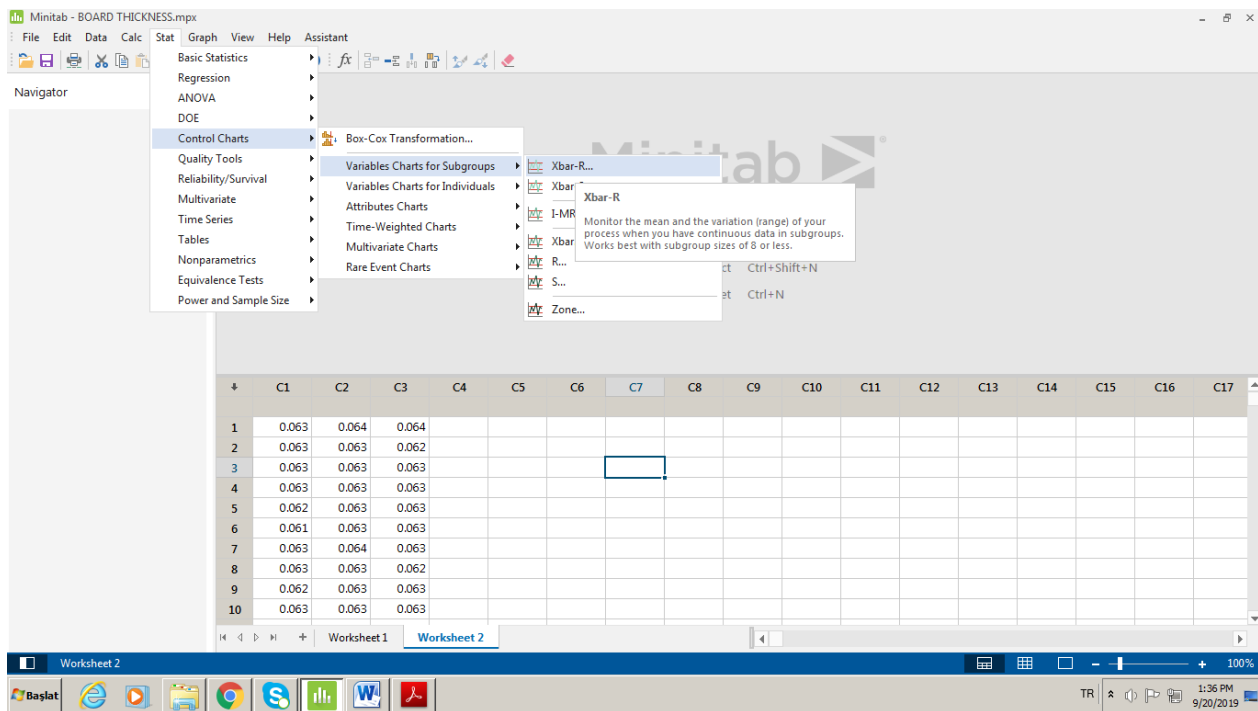 Minitab - BOARD THICKNESS.mpx
File Edit Data Calc Stat Graph View Help Assistant
fx
Navigator
Basic Statistics
Regression
ANOVA
DOE
Control Charts
Quality Tools
Reliability/Survival
Multivariate
Time Series
Tables
Nonparametrics
Equivalence Tests
Power and Sample Size
Box-Cox Transformation...
Variables Charts for Subgroups
Variables Charts for Individuals
Attributes Charts
Time-Weighted Charts
Multivariate Charts
Rare Event Charts
Xbar-R...
Xbar
I-MR
Xbar
R...
S...
Zone...
Minitab
Xbar-R
Monitor the mean and the variation (range) of your
process when you have continuous data in subgroups.
Works best with subgroup sizes of 8 or less.
ct Ctrl+Shift+N
et Ctrl+N
C1 C2 C3 C4 C5 C6 C7 C8 C9 C10 C11 C12 C13 C14 C15 C16 C17
1 0.063 0.064 0.064
2 0.063 0.063 0.062
3 0.063 0.063 0.063
4 0.063 0.063 0.063
5 0.062 0.063 0.063
6 0.061 0.063 0.063
7 0.063 0.064 0.063
8 0.063 0.063 0.062
9 0.062 0.063 0.063
10 0.063 0.063 0.063
Worksheet 1 Worksheet 2
Worksheet 2
100%
Başlat
TR
1:36 PM
9/20/2019